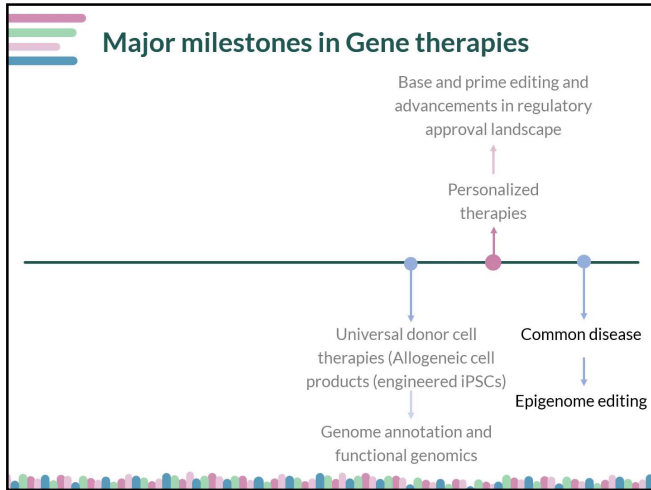 Major milestones in Gene therapies
Base and prime editing and
advancements in regulatory
approval landscape
Personalized
therapies
Universal donor cell
therapies (Allogeneic cell
products (engineered iPSCs)
Genome annotation and
functional genomics
Common disease
Epigenome editing